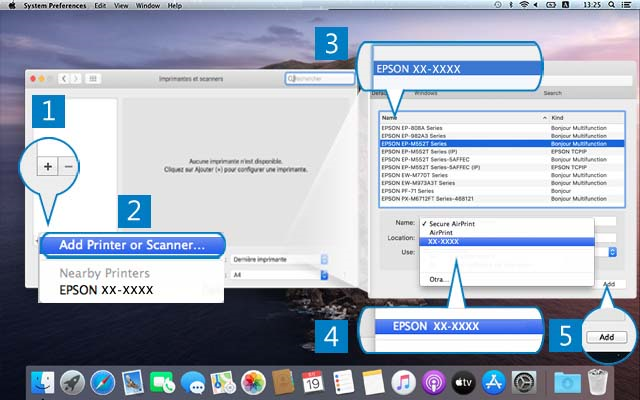 System Preferences Edit View Window Help 13:25
3
EPSON XX-XXXX
Imprimantes et scanners
Rechercher
Default Windows Search
1
+ −
Aucune imprimante n'est disponible.
Cliquez sur Ajouter (+) pour configurer une imprimante.
Name Kind
EPSON EP-808A Series Bonjour Multifunction
EPSON EP-982A3 Series Bonjour Multifunction
EPSON EP-M552T Series Bonjour Multifunction
EPSON EP-M552T Series (IP) EPSON TCPIP
EPSON EP-M552T Series-5AFFEC Bonjour Multifunction
EPSON EP-M552T Series-5AFFEC (IP) EPSON TCPIP
EPSON EW-M770T Series Bonjour Multifunction
EPSON EW-M973A3T Series Bonjour Multifunction
EPSON PF-71 Series Bonjour Multifunction
EPSON PX-M6712FT Series-468121 Bonjour Multifunction
2
Add Printer or Scanner...
Nearby Printers
EPSON XX-XXXX
Dernière imprimante
A4
Name:
Location:
Use:
✓ Secure AirPrint
AirPrint
XX-XXXX
Otra...
Add
4
EPSON XX-XXXX
5
Add
19
tv